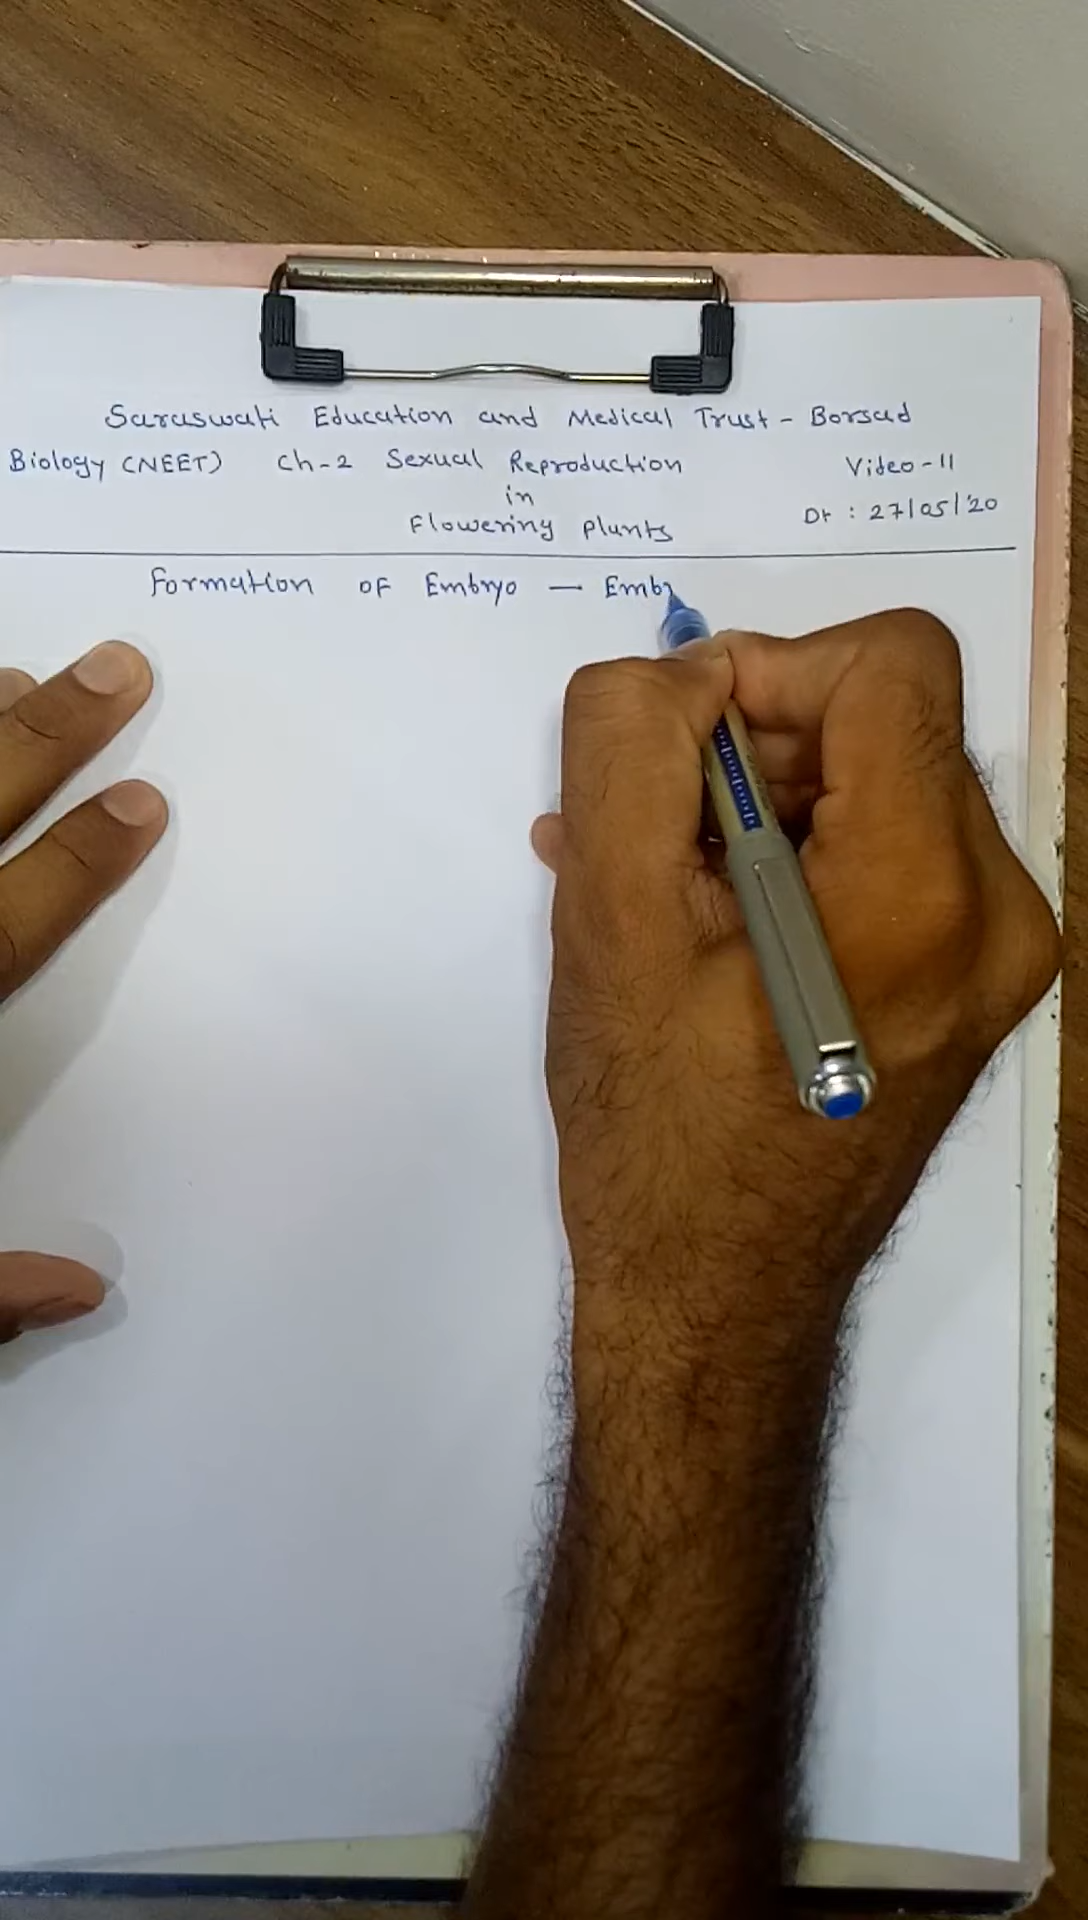 Saraswati Education and Medical Trust - Borsad
Biology (NEET) Ch-2 Sexual Reproduction Video-11
in
Flowering plants Dt : 27/05/'20
Formation of Embryo — Emb